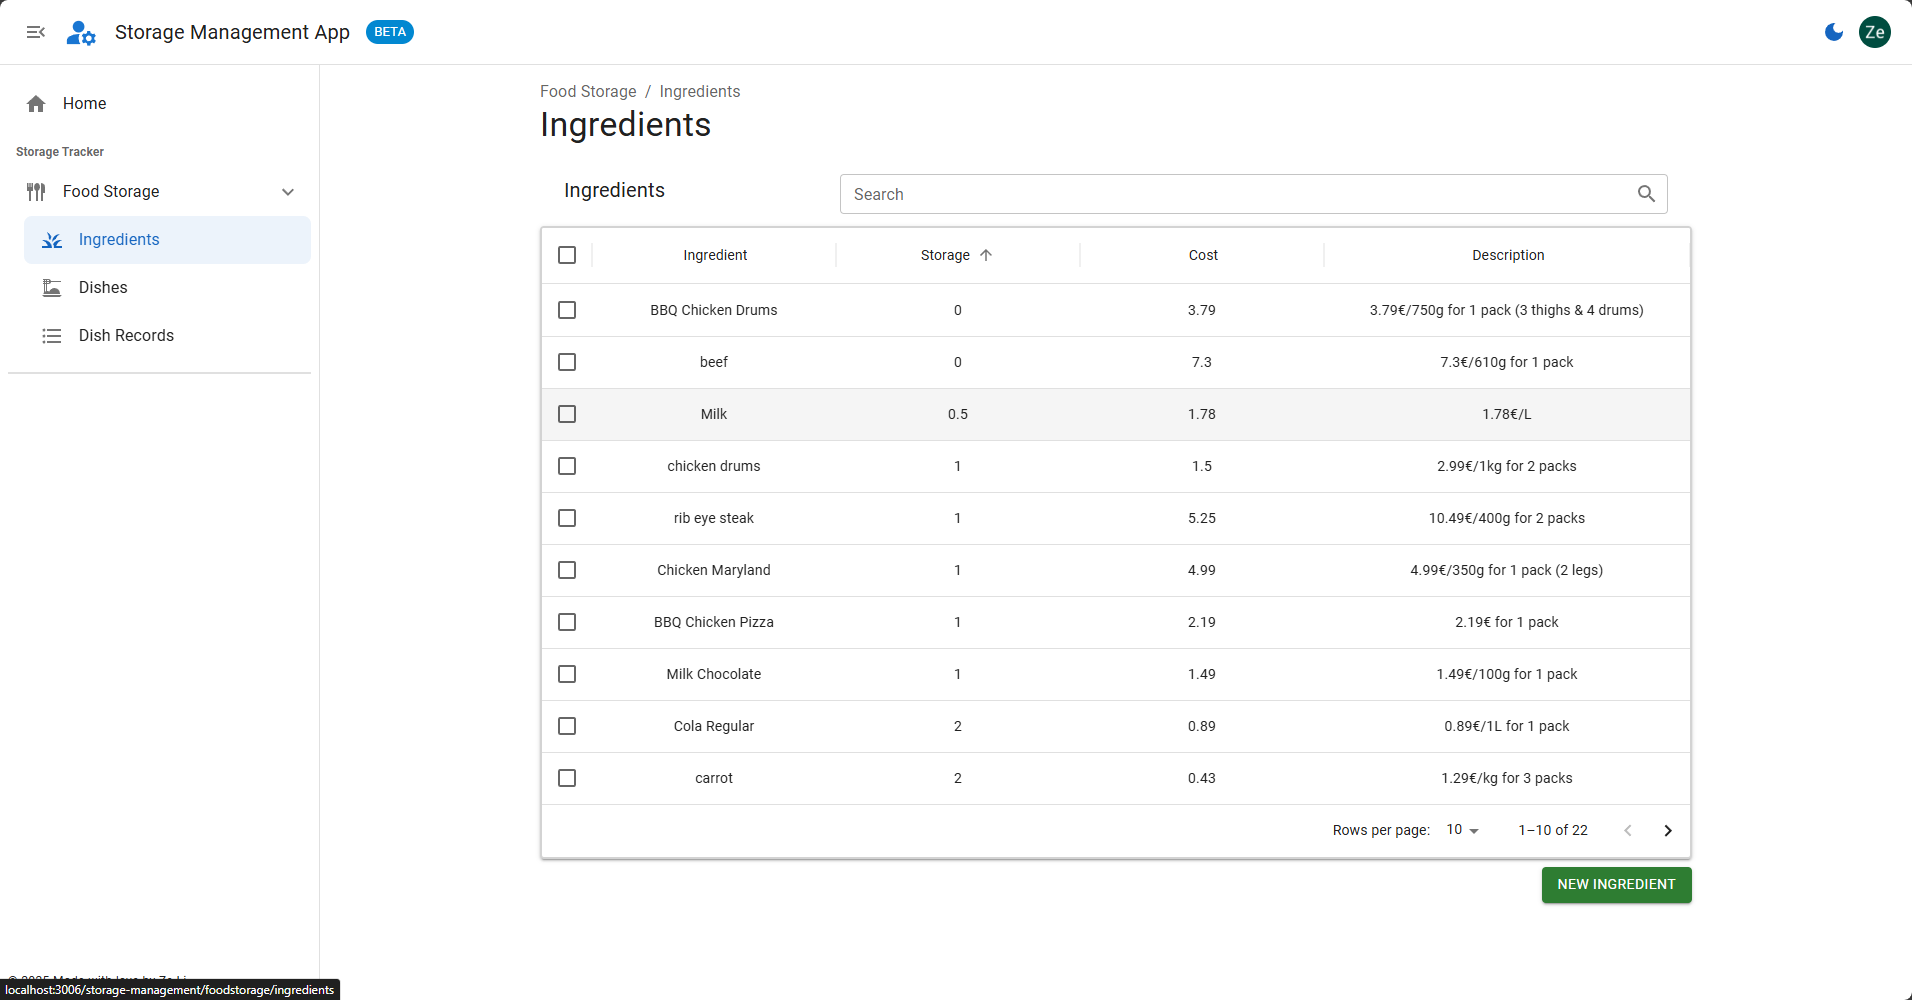 Storage Management App BETA
Ze
Home
Storage Tracker
Food Storage
Ingredients
Dishes
Dish Records
Food Storage / Ingredients
Ingredients
Ingredients
Search
Ingredient Storage Cost Description
BBQ Chicken Drums 0 3.79 3.79€/750g for 1 pack (3 thighs & 4 drums)
beef 0 7.3 7.3€/610g for 1 pack
Milk 0.5 1.78 1.78€/L
chicken drums 1 1.5 2.99€/1kg for 2 packs
rib eye steak 1 5.25 10.49€/400g for 2 packs
Chicken Maryland 1 4.99 4.99€/350g for 1 pack (2 legs)
BBQ Chicken Pizza 1 2.19 2.19€ for 1 pack
Milk Chocolate 1 1.49 1.49€/100g for 1 pack
Cola Regular 2 0.89 0.89€/1L for 1 pack
carrot 2 0.43 1.29€/kg for 3 packs
Rows per page: 10 1–10 of 22
NEW INGREDIENT
localhost:3006/storage-management/foodstorage/ingredients